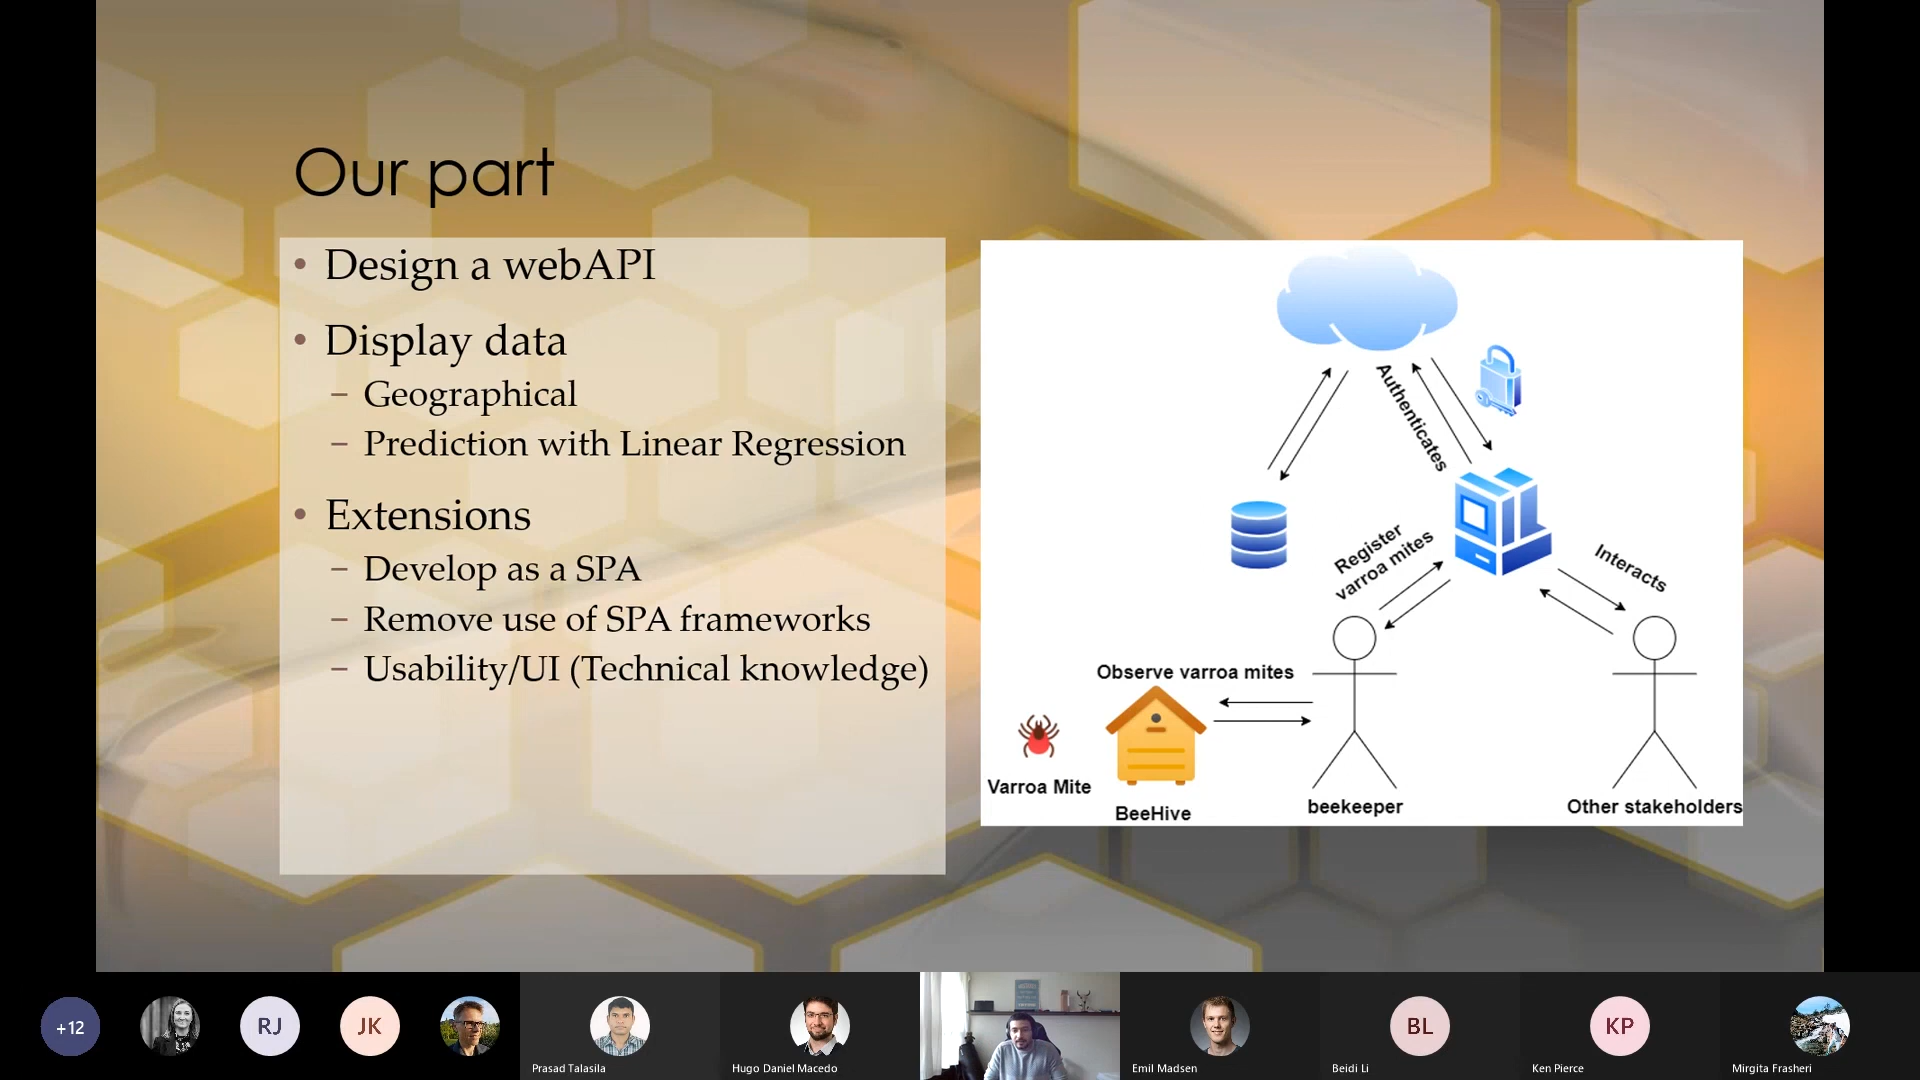 Our part
• Design a webAPI
• Display data
– Geographical
– Prediction with Linear Regression
• Extensions
– Develop as a SPA
– Remove use of SPA frameworks
– Usability/UI (Technical knowledge)
Authenticates
Register
varroa mites
Interacts
Observe varroa mites
Varroa Mite
BeeHive
beekeeper
Other stakeholders
+12
RJ
JK
Prasad Talasila
Hugo Daniel Macedo
Emil Madsen
BL
Beidi Li
KP
Ken Pierce
Mirgita Frasheri